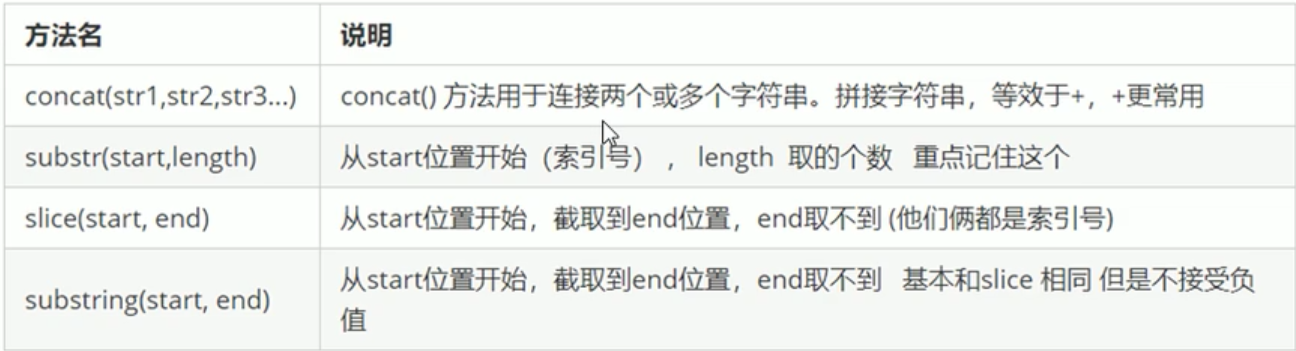 方法名 说明
concat(str1,str2,str3...) concat() 方法用于连接两个或多个字符串。拼接字符串，等效于+，+更常用
substr(start,length) 从start位置开始（索引号）， length 取的个数 重点记住这个
slice(start, end) 从start位置开始，截取到end位置，end取不到 (他们俩都是索引号)
substring(start, end) 从start位置开始，截取到end位置，end取不到 基本和slice 相同 但是不接受负
值